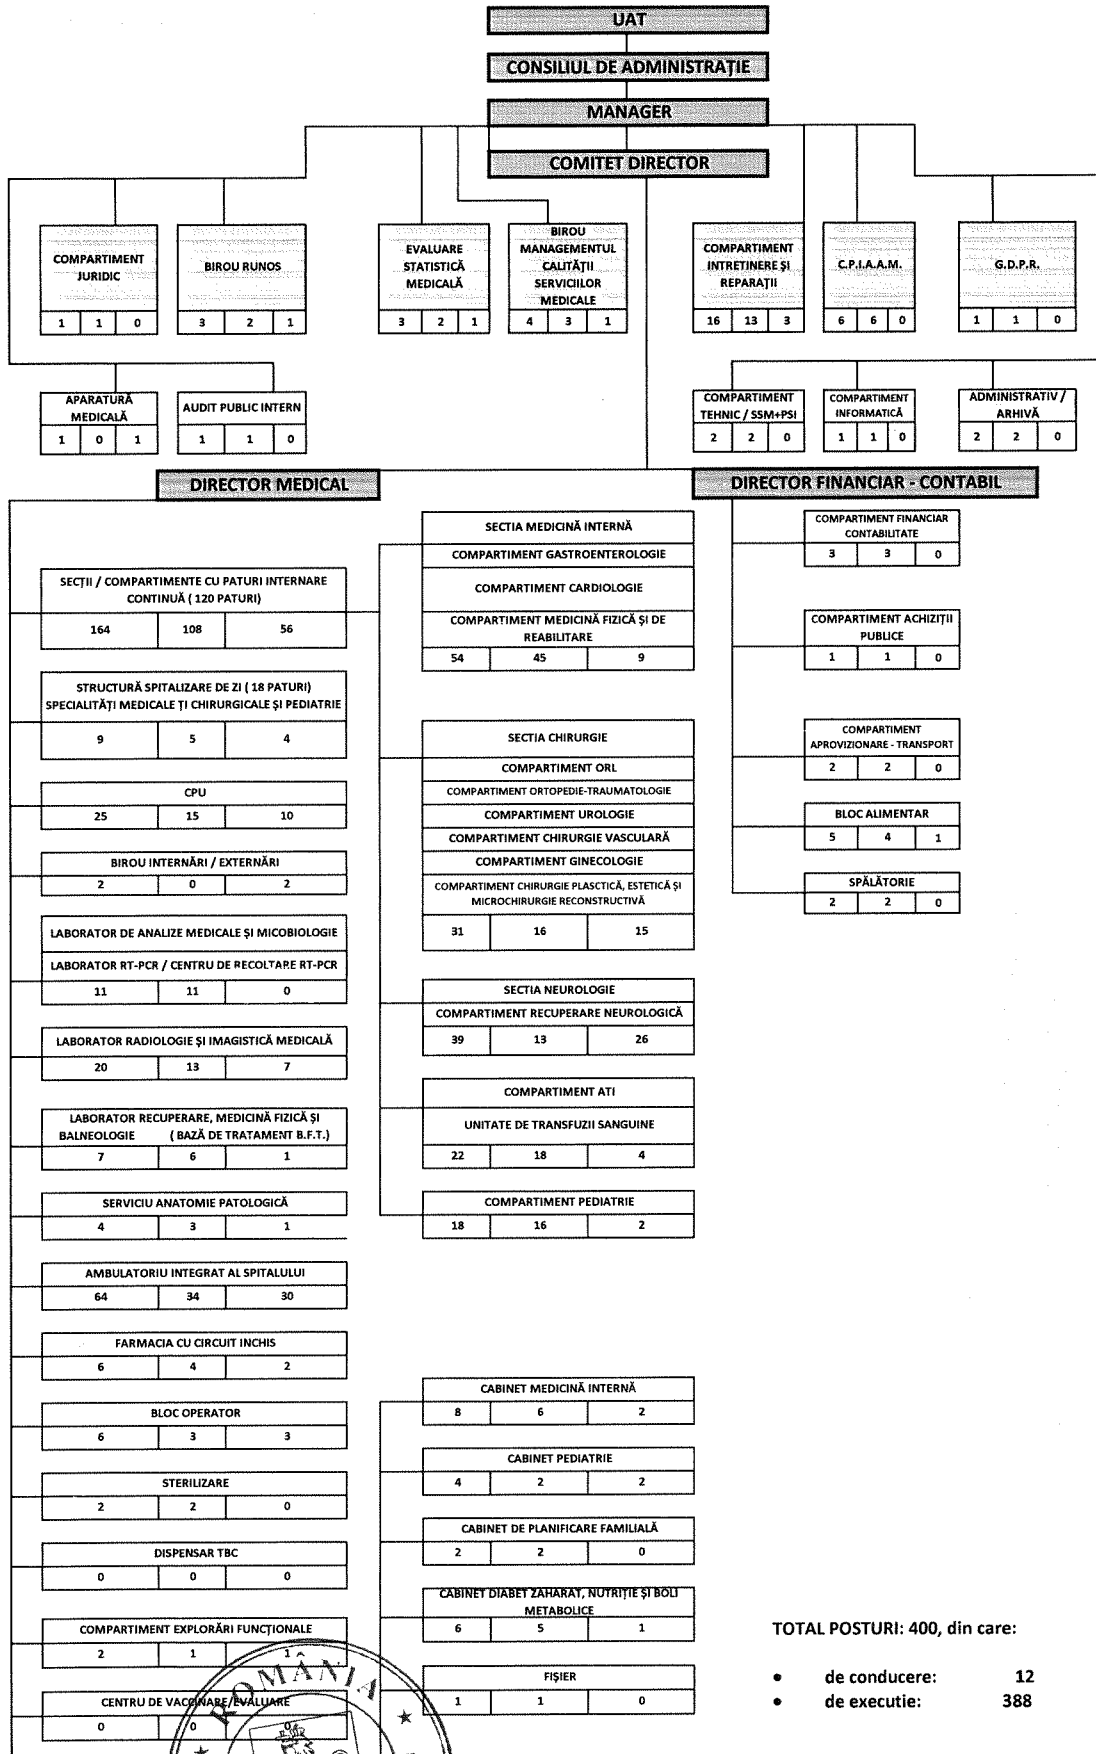 UAT
CONSILIUL DE ADMINISTRAȚIE
MANAGER
COMITET DIRECTOR
COMPARTIMENT
JURIDIC
1 1 0
BIROU RUNOS
3 2 1
EVALUARE
STATISTICĂ
MEDICALĂ
3 2 1
BIROU
MANAGEMENTUL
CALITĂȚII
SERVICIILOR
MEDICALE
4 3 1
COMPARTIMENT
INTRETINERE ȘI
REPARAȚII
16 13 3
C.P.I.A.A.M.
6 6 0
G.D.P.R.
1 1 0
APARATURĂ
MEDICALĂ
1 0 1
AUDIT PUBLIC INTERN
1 1 0
COMPARTIMENT
TEHNIC / SSM+PSI
2 2 0
COMPARTIMENT
INFORMATICĂ
1 1 0
ADMINISTRATIV /
ARHIVĂ
2 2 0
DIRECTOR MEDICAL
DIRECTOR FINANCIAR - CONTABIL
SECȚII / COMPARTIMENTE CU PATURI INTERNARE
CONTINUĂ ( 120 PATURI)
164 108 56
STRUCTURĂ SPITALIZARE DE ZI ( 18 PATURI)
SPECIALITĂȚI MEDICALE ȚI CHIRURGICALE ȘI PEDIATRIE
9 5 4
CPU
25 15 10
BIROU INTERNĂRI / EXTERNĂRI
2 0 2
LABORATOR DE ANALIZE MEDICALE ȘI MICOBIOLOGIE
LABORATOR RT-PCR / CENTRU DE RECOLTARE RT-PCR
11 11 0
LABORATOR RADIOLOGIE ȘI IMAGISTICĂ MEDICALĂ
20 13 7
LABORATOR RECUPERARE, MEDICINĂ FIZICĂ ȘI
BALNEOLOGIE ( BAZĂ DE TRATAMENT B.F.T.)
7 6 1
SERVICIU ANATOMIE PATOLOGICĂ
4 3 1
AMBULATORIU INTEGRAT AL SPITALULUI
64 34 30
FARMACIA CU CIRCUIT INCHIS
6 4 2
BLOC OPERATOR
6 3 3
STERILIZARE
2 2 0
DISPENSAR TBC
0 0 0
COMPARTIMENT EXPLORĂRI FUNCȚIONALE
2 1 1
CENTRU DE VACCINARE/EVALUARE
0 0 0
SECTIA MEDICINĂ INTERNĂ
COMPARTIMENT GASTROENTEROLOGIE
COMPARTIMENT CARDIOLOGIE
COMPARTIMENT MEDICINĂ FIZICĂ ȘI DE
REABILITARE
54 45 9
SECTIA CHIRURGIE
COMPARTIMENT ORL
COMPARTIMENT ORTOPEDIE-TRAUMATOLOGIE
COMPARTIMENT UROLOGIE
COMPARTIMENT CHIRURGIE VASCULARĂ
COMPARTIMENT GINECOLOGIE
COMPARTIMENT CHIRURGIE PLASCTICĂ, ESTETICĂ ȘI
MICROCHIRURGIE RECONSTRUCTIVĂ
31 16 15
SECTIA NEUROLOGIE
COMPARTIMENT RECUPERARE NEUROLOGICĂ
39 13 26
COMPARTIMENT ATI
UNITATE DE TRANSFUZII SANGUINE
22 18 4
COMPARTIMENT PEDIATRIE
18 16 2
CABINET MEDICINĂ INTERNĂ
8 6 2
CABINET PEDIATRIE
4 2 2
CABINET DE PLANIFICARE FAMILIALĂ
2 2 0
CABINET DIABET ZAHARAT, NUTRIȚIE ȘI BOLI
METABOLICE
6 5 1
FIȘIER
1 1 0
COMPARTIMENT FINANCIAR
CONTABILITATE
3 3 0
COMPARTIMENT ACHIZIȚII
PUBLICE
1 1 0
COMPARTIMENT
APROVIZIONARE - TRANSPORT
2 2 0
BLOC ALIMENTAR
5 4 1
SPĂLĂTORIE
2 2 0
TOTAL POSTURI: 400, din care:
• de conducere: 12
• de executie: 388
ROMÂNIA